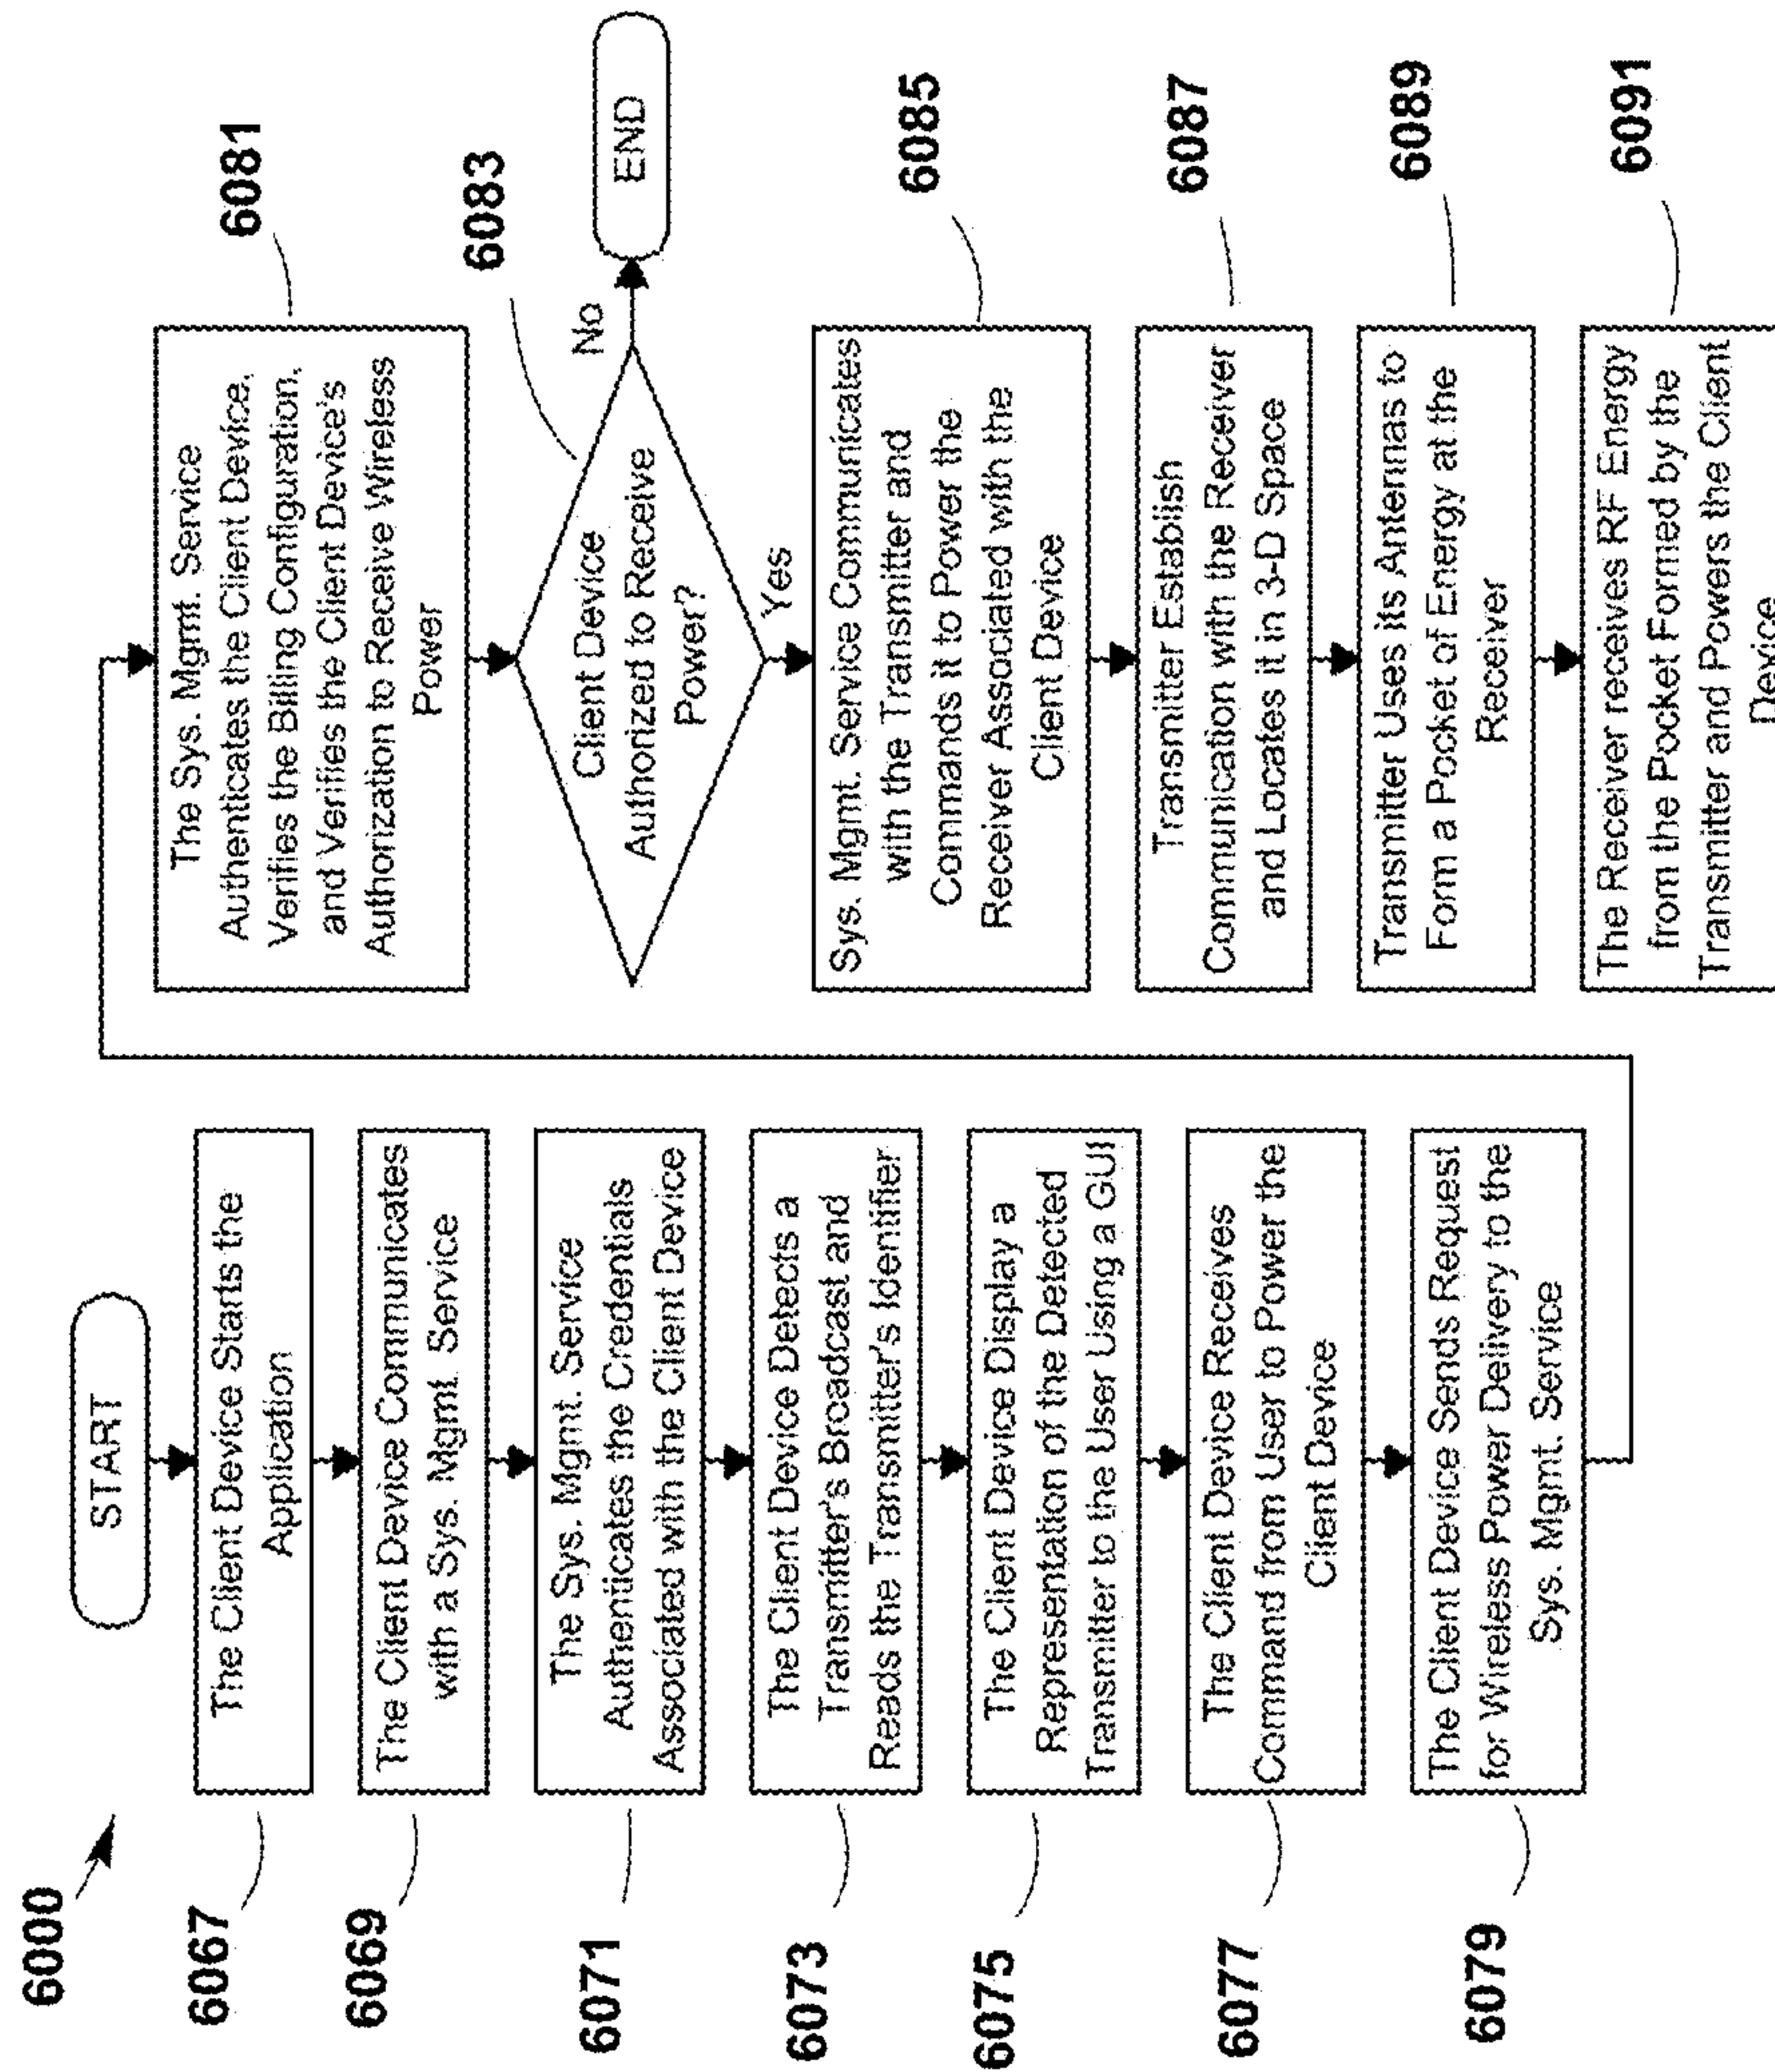 6000
START
6067
The Client Device Starts the
Application
6069
The Client Device Communicates
with a Sys. Mgmt. Service
6071
The Sys. Mgmt. Service
Authenticates the Credentials
Associated with the Client Device
6073
The Client Device Detects a
Transmitter's Broadcast and
Reads the Transmitter's Identifier
6075
The Client Device Display a
Representation of the Detected
Transmitter to the User Using a GUI
6077
The Client Device Receives
Command from User to Power the
Client Device
6079
The Client Device Sends Request
for Wireless Power Delivery to the
Sys. Mgmt. Service
6081
The Sys. Mgmt. Service
Authenticates the Client Device,
Verifies the Billing Configuration,
and Verifies the Client Device's
Authorization to Receive Wireless
Power
6083
Client Device
Authorized to Receive
Power?
No
END
Yes
6085
Sys. Mgmt. Service Communicates
with the Transmitter and
Commands it to Power the
Receiver Associated with the
Client Device
6087
Transmitter Establish
Communication with the Receiver
and Locates it in 3-D Space
6089
Transmitter Uses its Antennas to
Form a Pocket of Energy at the
Receiver
6091
The Receiver receives RF Energy
from the Pocket Formed by the
Transmitter and Powers the Client
Device